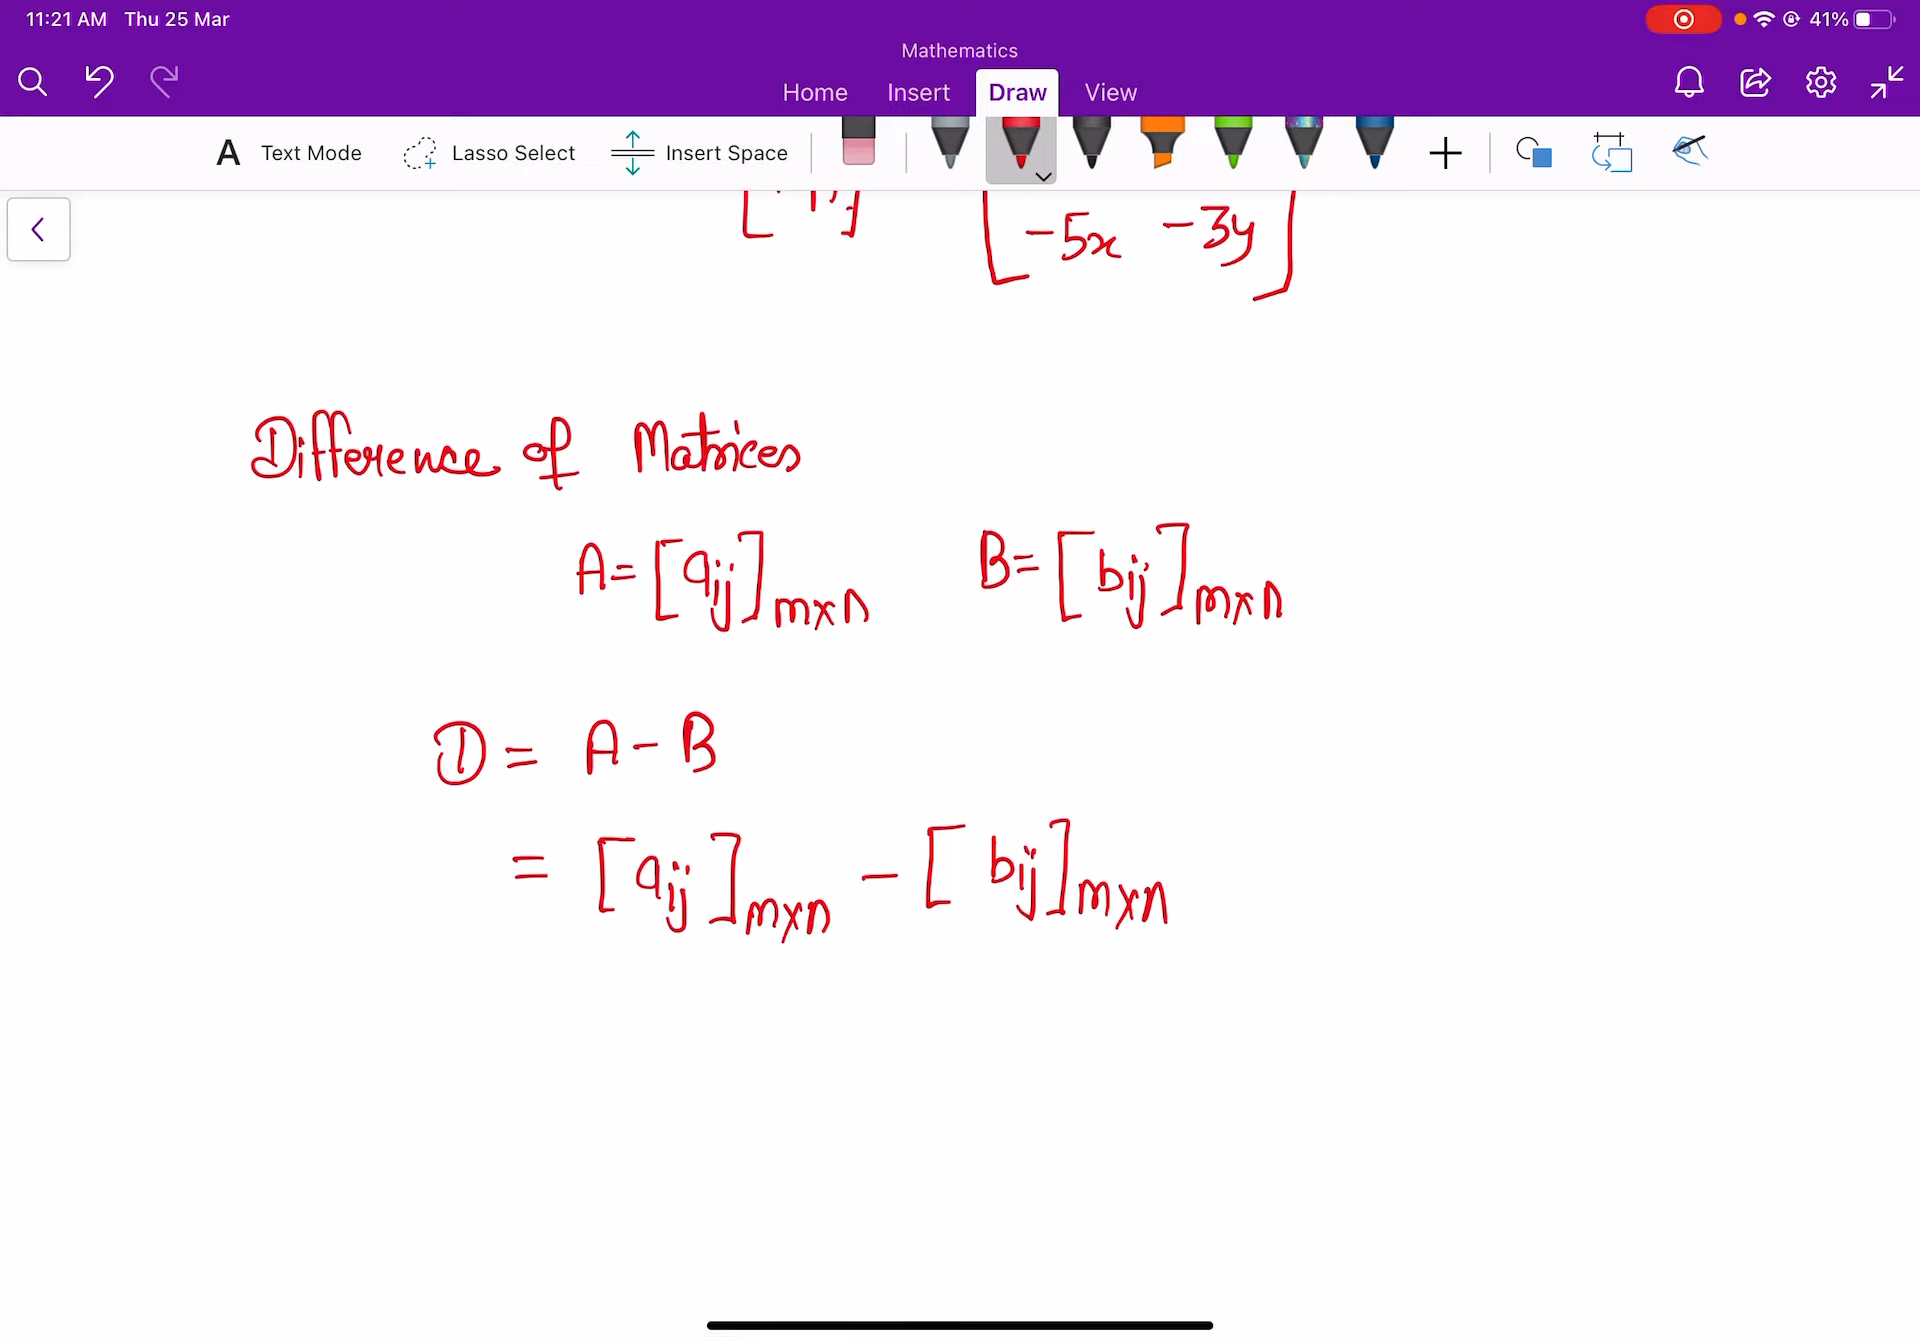 11:21 AM Thu 25 Mar 41%
Mathematics
Home Insert Draw View
A Text Mode Lasso Select Insert Space
-5x -3y
Difference of Matrices
A = [aij]m×n B = [bij]m×n
D = A - B
= [aij]m×n - [bij]m×n